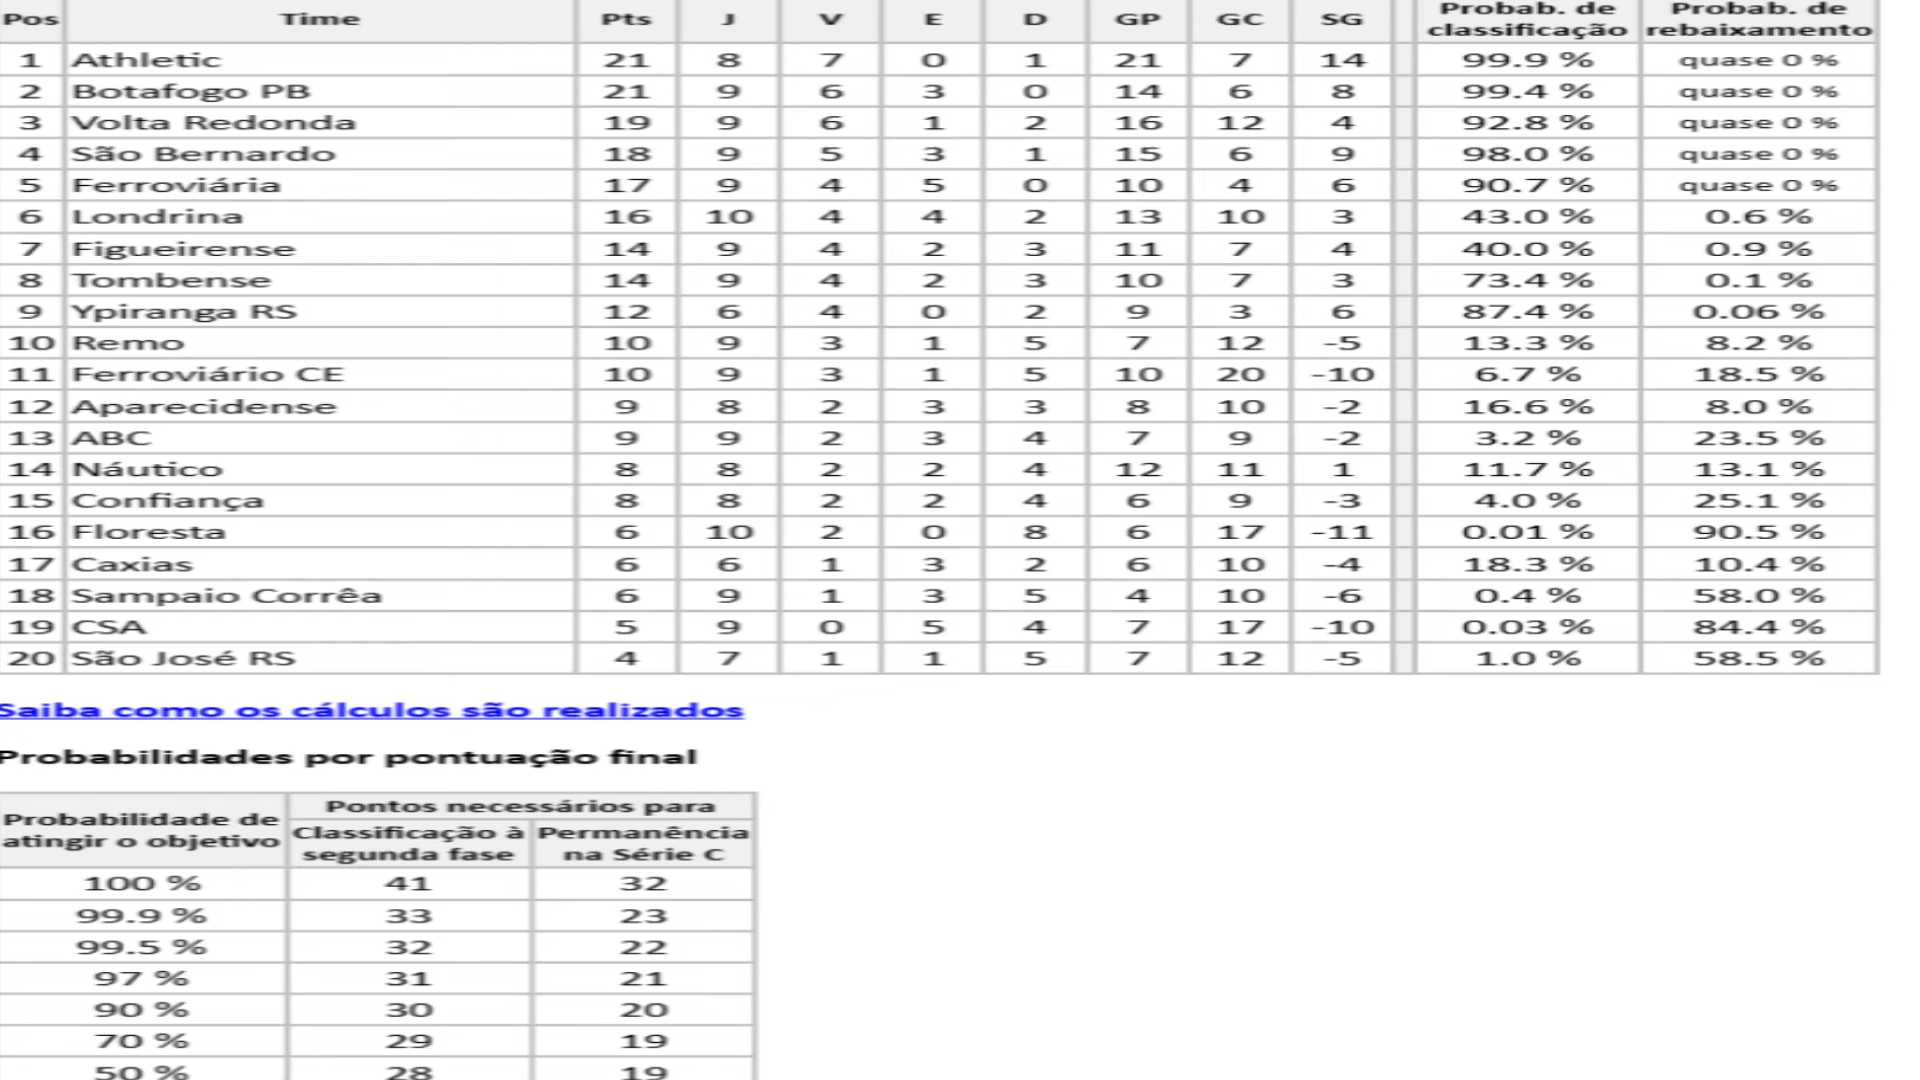 Pos Time Pts J V E D GP GC SG Probab. de classificação Probab. de rebaixamento
1 Athletic 21 8 7 0 1 21 7 14 99.9 % quase 0 %
2 Botafogo PB 21 9 6 3 0 14 6 8 99.4 % quase 0 %
3 Volta Redonda 19 9 6 1 2 16 12 4 92.8 % quase 0 %
4 São Bernardo 18 9 5 3 1 15 6 9 98.0 % quase 0 %
5 Ferroviária 17 9 4 5 0 10 4 6 90.7 % quase 0 %
6 Londrina 16 10 4 4 2 13 10 3 43.0 % 0.6 %
7 Figueirense 14 9 4 2 3 11 7 4 40.0 % 0.9 %
8 Tombense 14 9 4 2 3 10 7 3 73.4 % 0.1 %
9 Ypiranga RS 12 6 4 0 2 9 3 6 87.4 % 0.06 %
10 Remo 10 9 3 1 5 7 12 -5 13.3 % 8.2 %
11 Ferroviário CE 10 9 3 1 5 10 20 -10 6.7 % 18.5 %
12 Aparecidense 9 8 2 3 3 8 10 -2 16.6 % 8.0 %
13 ABC 9 9 2 3 4 7 9 -2 3.2 % 23.5 %
14 Náutico 8 8 2 2 4 12 11 1 11.7 % 13.1 %
15 Confiança 8 8 2 2 4 6 9 -3 4.0 % 25.1 %
16 Floresta 6 10 2 0 8 6 17 -11 0.01 % 90.5 %
17 Caxias 6 6 1 3 2 6 10 -4 18.3 % 10.4 %
18 Sampaio Corrêa 6 9 1 3 5 4 10 -6 0.4 % 58.0 %
19 CSA 5 9 0 5 4 7 17 -10 0.03 % 84.4 %
20 São José RS 4 7 1 1 5 7 12 -5 1.0 % 58.5 %
Saiba como os cálculos são realizados
Probabilidades por pontuação final
Probabilidade de atingir o objetivo
Pontos necessários para
Classificação à segunda fase
Permanência na Série C
100 % 41 32
99.9 % 33 23
99.5 % 32 22
97 % 31 21
90 % 30 20
70 % 29 19
50 % 28 19